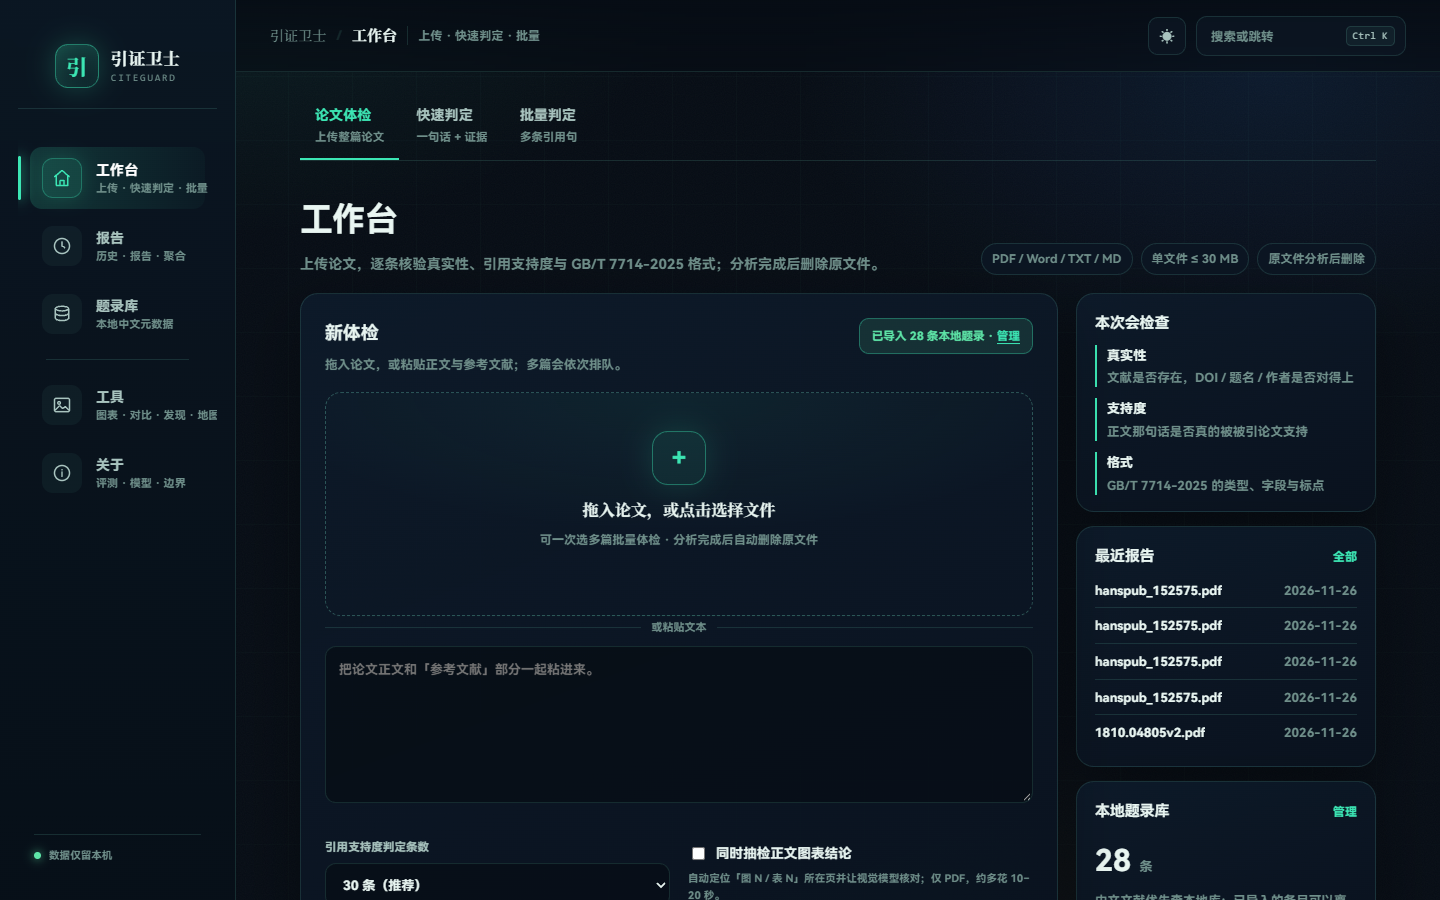 引
引证卫士
CITEGUARD
工作台
上传 · 快速判定 · 批量
报告
历史 · 报告 · 聚合
题录库
本地中文元数据
工具
图表 · 对比 · 发现 · 地图
关于
评测 · 模型 · 边界
数据仅留本机
引证卫士 / 工作台 上传 · 快速判定 · 批量
搜索或跳转 Ctrl K
论文体检 快速判定 批量判定
上传整篇论文 一句话 + 证据 多条引用句
工作台
上传论文，逐条核验真实性、引用支持度与 GB/T 7714-2025 格式；分析完成后删除原文件。
PDF / Word / TXT / MD 单文件 ≤ 30 MB 原文件分析后删除
新体检
已导入 28 条本地题录 · 管理
拖入论文，或粘贴正文与参考文献；多篇会依次排队。
+
拖入论文，或点击选择文件
可一次选多篇批量体检 · 分析完成后自动删除原文件
或粘贴文本
把论文正文和「参考文献」部分一起粘进来。
引用支持度判定条数
30 条（推荐）
同时抽检正文图表结论
自动定位「图 N / 表 N」所在页并让视觉模型核对；仅 PDF，约多花 10–
20 秒。
本次会检查
真实性
文献是否存在，DOI / 题名 / 作者是否对得上
支持度
正文那句话是否真的被被引论文支持
格式
GB/T 7714-2025 的类型、字段与标点
最近报告 全部
hanspub_152575.pdf 2026-11-26
hanspub_152575.pdf 2026-11-26
hanspub_152575.pdf 2026-11-26
hanspub_152575.pdf 2026-11-26
1810.04805v2.pdf 2026-11-26
本地题录库 管理
28 条